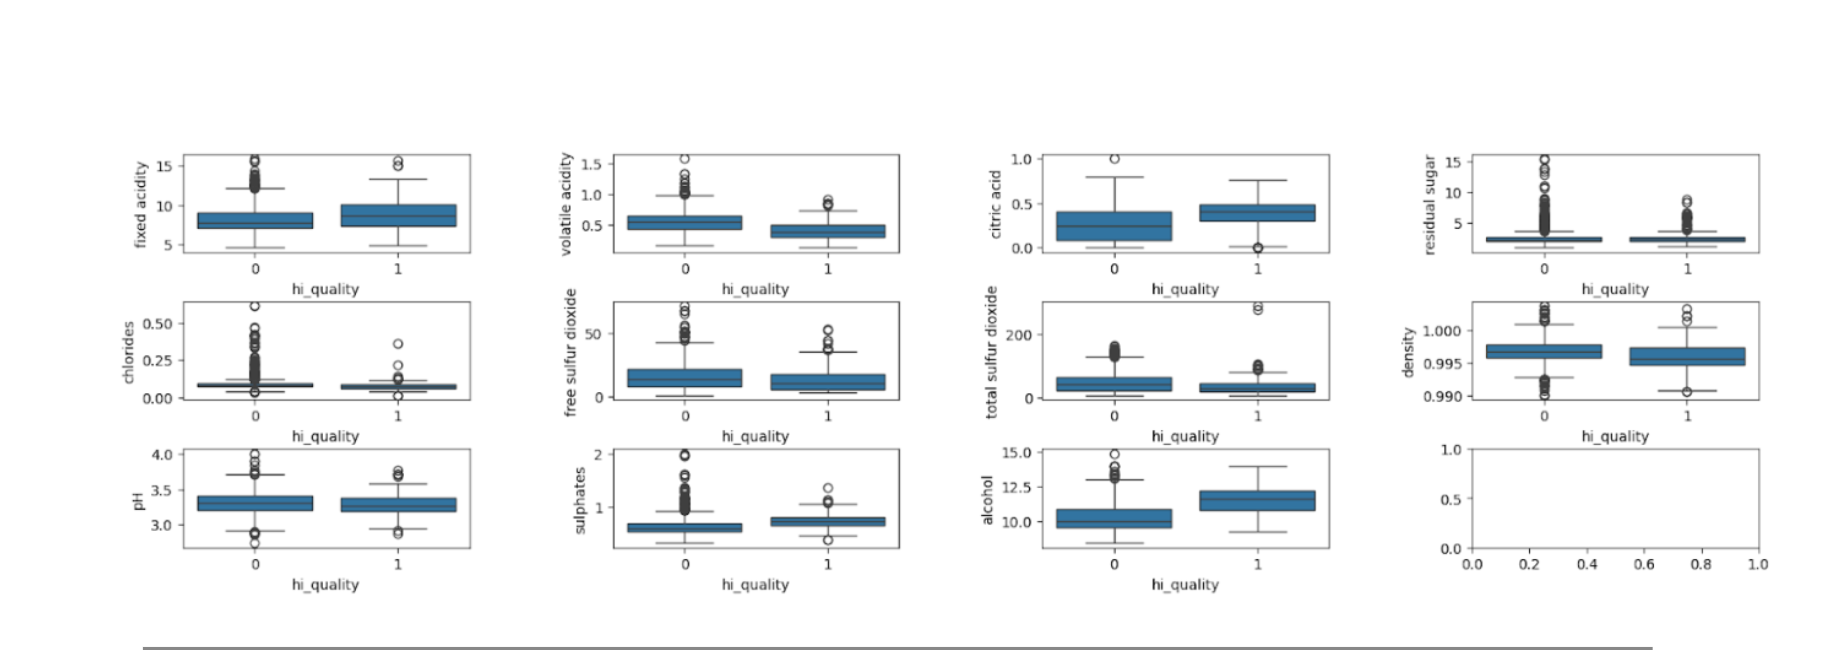 fixed acidity
15
10
5
0 1
hi_quality
volatile acidity
1.5
1.0
0.5
0 1
hi_quality
citric acid
1.0
0.5
0.0
0 1
hi_quality
residual sugar
15
10
5
0 1
hi_quality
chlorides
0.50
0.25
0.00
0 1
hi_quality
free sulfur dioxide
50
0
0 1
hi_quality
total sulfur dioxide
200
0
0 1
hi_quality
density
1.000
0.995
0.990
0 1
hi_quality
pH
4.0
3.5
3.0
0 1
hi_quality
sulphates
2
1
0 1
hi_quality
alcohol
15.0
12.5
10.0
0 1
hi_quality
1.0
0.5
0.0
0.0 0.2 0.4 0.6 0.8 1.0